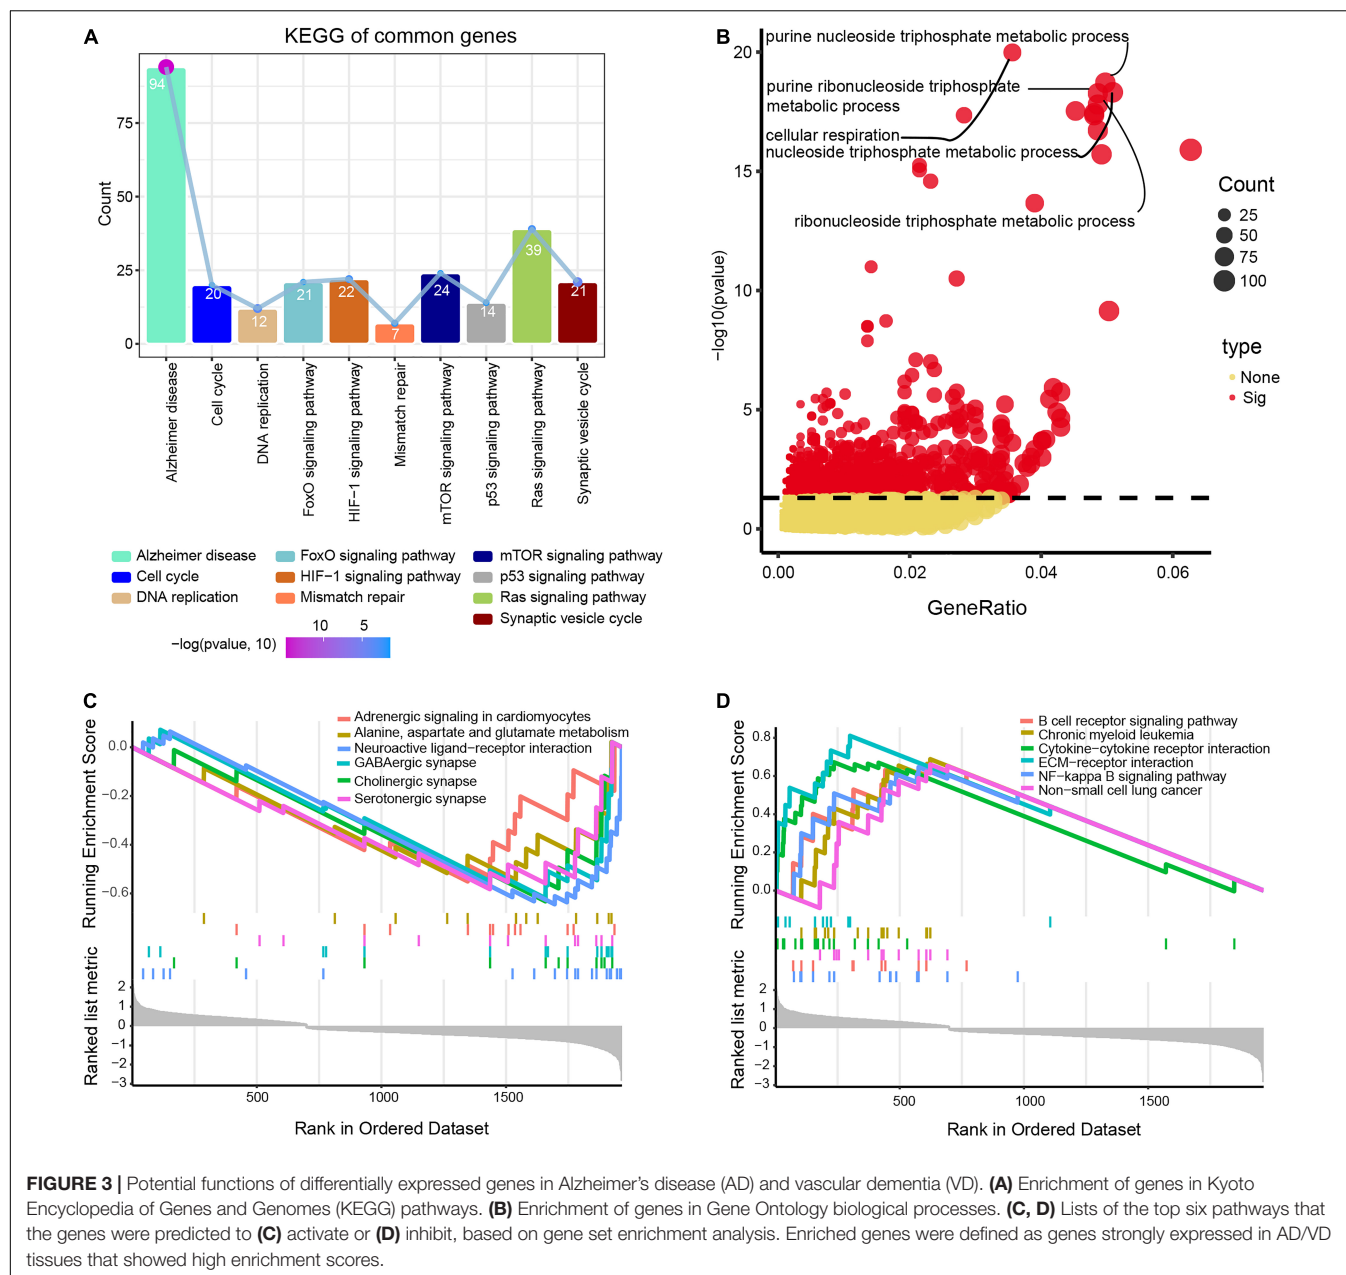 A
KEGG of common genes
Count
75
50
25
0
94
20
12
21
22
7
24
14
39
21
Alzheimer disease
Cell cycle
DNA replication
FoxO signaling pathway
HIF−1 signaling pathway
Mismatch repair
mTOR signaling pathway
p53 signaling pathway
Ras signaling pathway
Synaptic vesicle cycle
Alzheimer disease
Cell cycle
DNA replication
FoxO signaling pathway
HIF−1 signaling pathway
Mismatch repair
mTOR signaling pathway
p53 signaling pathway
Ras signaling pathway
Synaptic vesicle cycle
−log(pvalue, 10)
10 5
B
purine nucleoside triphosphate metabolic process
purine ribonucleoside triphosphate
metabolic process
cellular respiration
nucleoside triphosphate metabolic process
ribonucleoside triphosphate metabolic process
−log10(pvalue)
20
15
10
5
0
0.00 0.02 0.04 0.06
GeneRatio
Count
25
50
75
100
type
None
Sig
C
Running Enrichment Score
0.0
−0.2
−0.4
−0.6
Adrenergic signaling in cardiomyocytes
Alanine, aspartate and glutamate metabolism
Neuroactive ligand−receptor interaction
GABAergic synapse
Cholinergic synapse
Serotonergic synapse
Ranked list metric
2
1
0
−1
−2
−3
500 1000 1500
Rank in Ordered Dataset
D
Running Enrichment Score
0.8
0.6
0.4
0.2
0.0
B cell receptor signaling pathway
Chronic myeloid leukemia
Cytokine−cytokine receptor interaction
ECM−receptor interaction
NF−kappa B signaling pathway
Non−small cell lung cancer
Ranked list metric
2
1
0
−1
−2
−3
500 1000 1500
Rank in Ordered Dataset
FIGURE 3 | Potential functions of differentially expressed genes in Alzheimer's disease (AD) and vascular dementia (VD). (A) Enrichment of genes in Kyoto
Encyclopedia of Genes and Genomes (KEGG) pathways. (B) Enrichment of genes in Gene Ontology biological processes. (C, D) Lists of the top six pathways that
the genes were predicted to (C) activate or (D) inhibit, based on gene set enrichment analysis. Enriched genes were defined as genes strongly expressed in AD/VD
tissues that showed high enrichment scores.